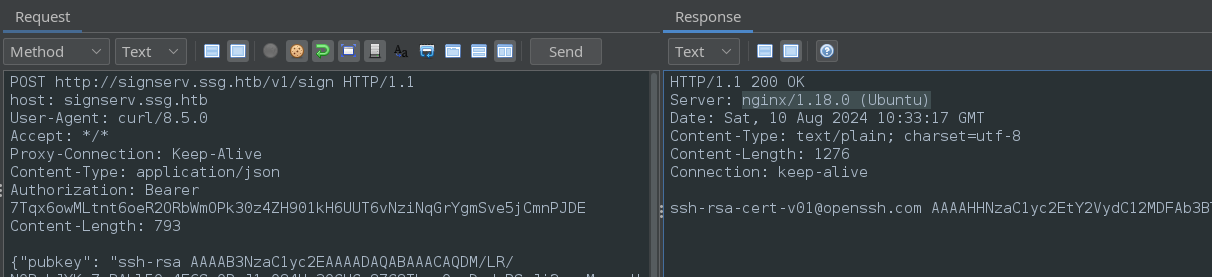 Request
Method
Text
Aa
Send
POST http://signserv.ssg.htb/v1/sign HTTP/1.1
host: signserv.ssg.htb
User-Agent: curl/8.5.0
Accept: */*
Proxy-Connection: Keep-Alive
Content-Type: application/json
Authorization: Bearer
7Tqx6owMLtnt6oeR2ORbWmOPk30z4ZH901kH6UUT6vNziNqGrYgmSve5jCmnPJDE
Content-Length: 793
{"pubkey": "ssh-rsa AAAAB3NzaC1yc2EAAAADAQABAAACAQDM/LR/
Response
Text
HTTP/1.1 200 OK
Server: nginx/1.18.0 (Ubuntu)
Date: Sat, 10 Aug 2024 10:33:17 GMT
Content-Type: text/plain; charset=utf-8
Content-Length: 1276
Connection: keep-alive
ssh-rsa-cert-v01@openssh.com AAAAHHNzaC1yc2EtY2VydC12MDFAb3B